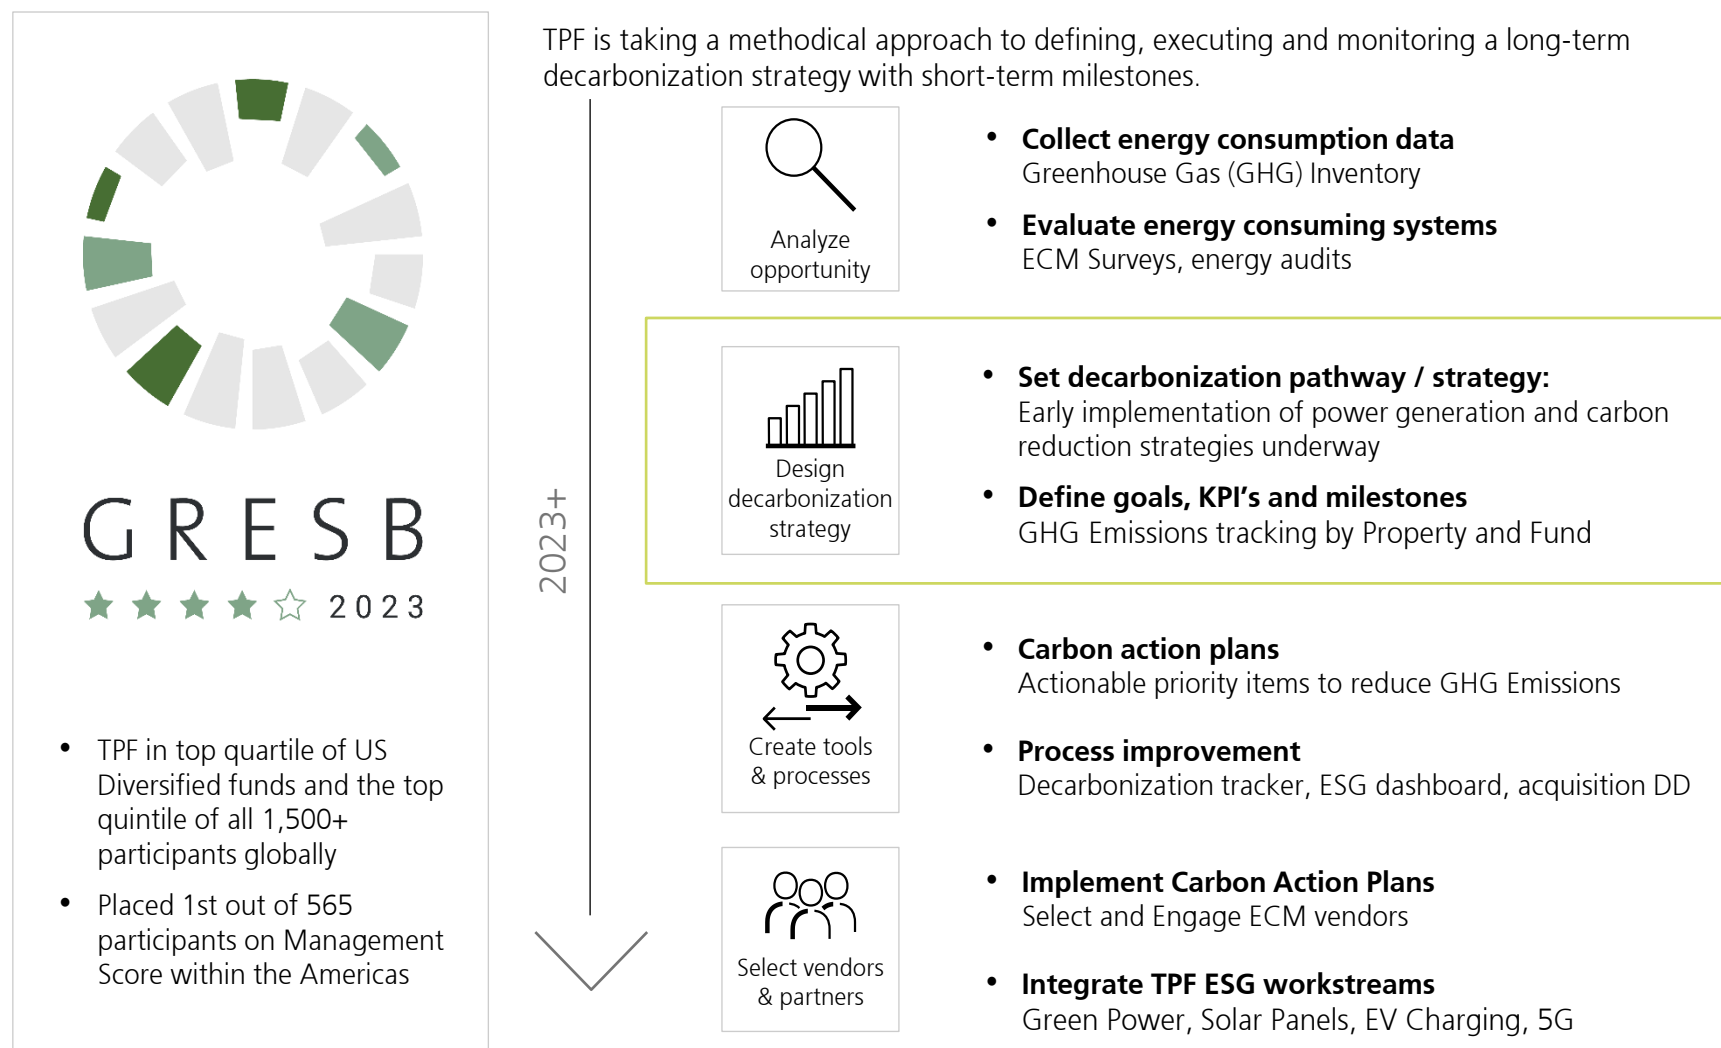 TPF is taking a methodical approach to defining, executing and monitoring a long-term
decarbonization strategy with short-term milestones.
GRESB
2023
• TPF in top quartile of US
Diversified funds and the top
quintile of all 1,500+
participants globally
• Placed 1st out of 565
participants on Management
Score within the Americas
2023+
Analyze
opportunity
• Collect energy consumption data
Greenhouse Gas (GHG) Inventory
• Evaluate energy consuming systems
ECM Surveys, energy audits
Design
decarbonization
strategy
• Set decarbonization pathway / strategy:
Early implementation of power generation and carbon
reduction strategies underway
• Define goals, KPI's and milestones
GHG Emissions tracking by Property and Fund
Create tools
& processes
• Carbon action plans
Actionable priority items to reduce GHG Emissions
• Process improvement
Decarbonization tracker, ESG dashboard, acquisition DD
Select vendors
& partners
• Implement Carbon Action Plans
Select and Engage ECM vendors
• Integrate TPF ESG workstreams
Green Power, Solar Panels, EV Charging, 5G